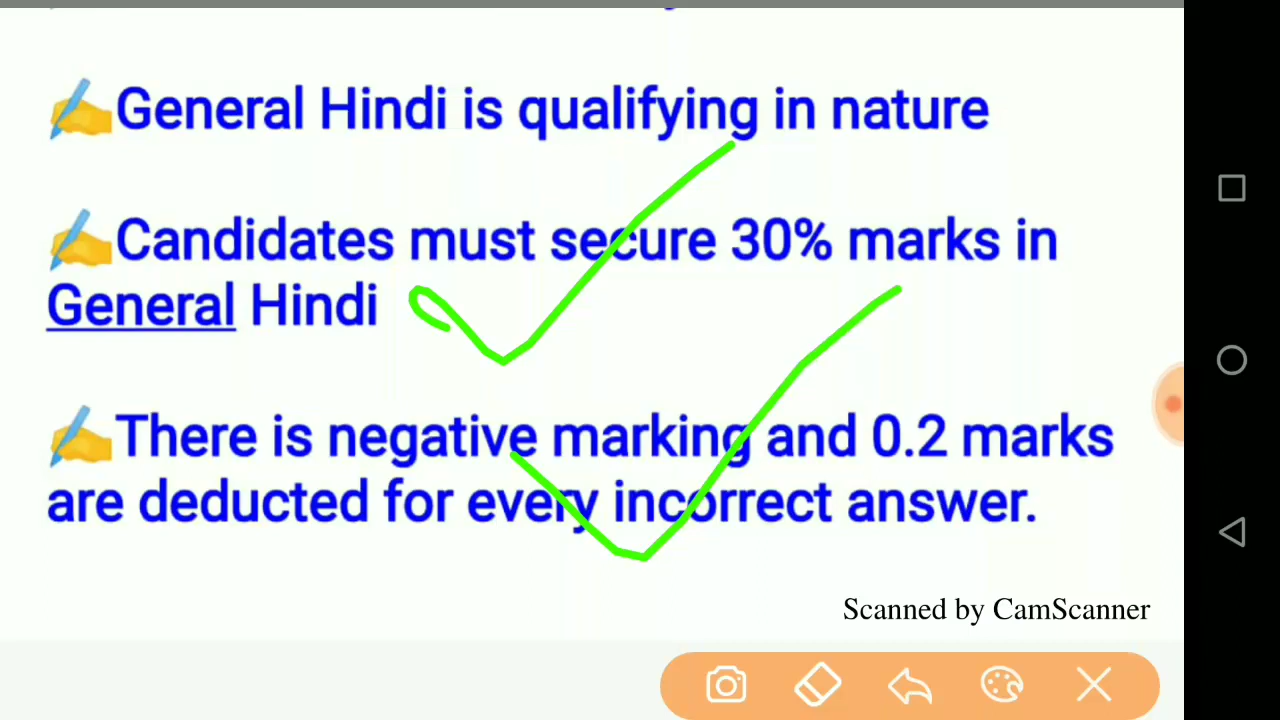 ✍General Hindi is qualifying in nature
✍Candidates must secure 30% marks in
General Hindi
✍There is negative marking and 0.2 marks
are deducted for every incorrect answer.
Scanned by CamScanner